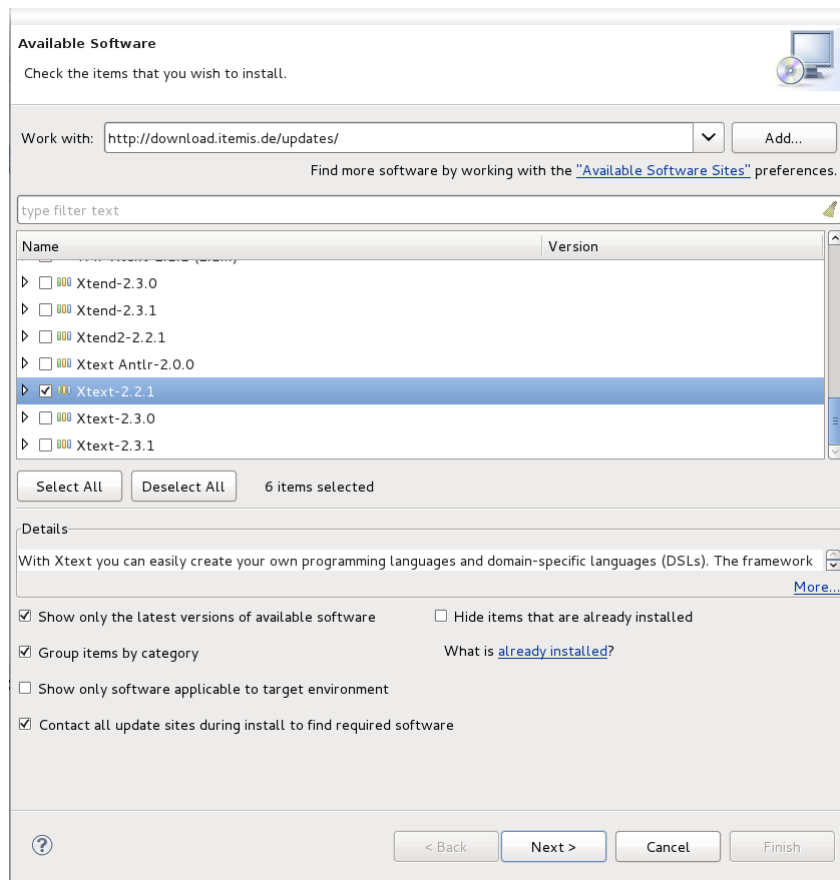 Available Software
Check the items that you wish to install.
Work with: http://download.itemis.de/updates/ Add...
Find more software by working with the "Available Software Sites" preferences.
type filter text
Name Version
Xtend-2.3.0
Xtend-2.3.1
Xtend2-2.2.1
Xtext Antlr-2.0.0
Xtext-2.2.1
Xtext-2.3.0
Xtext-2.3.1
Select All Deselect All 6 items selected
Details
With Xtext you can easily create your own programming languages and domain-specific languages (DSLs). The framework
More...
Show only the latest versions of available software Hide items that are already installed
Group items by category What is already installed?
Show only software applicable to target environment
Contact all update sites during install to find required software
? < Back Next > Cancel Finish